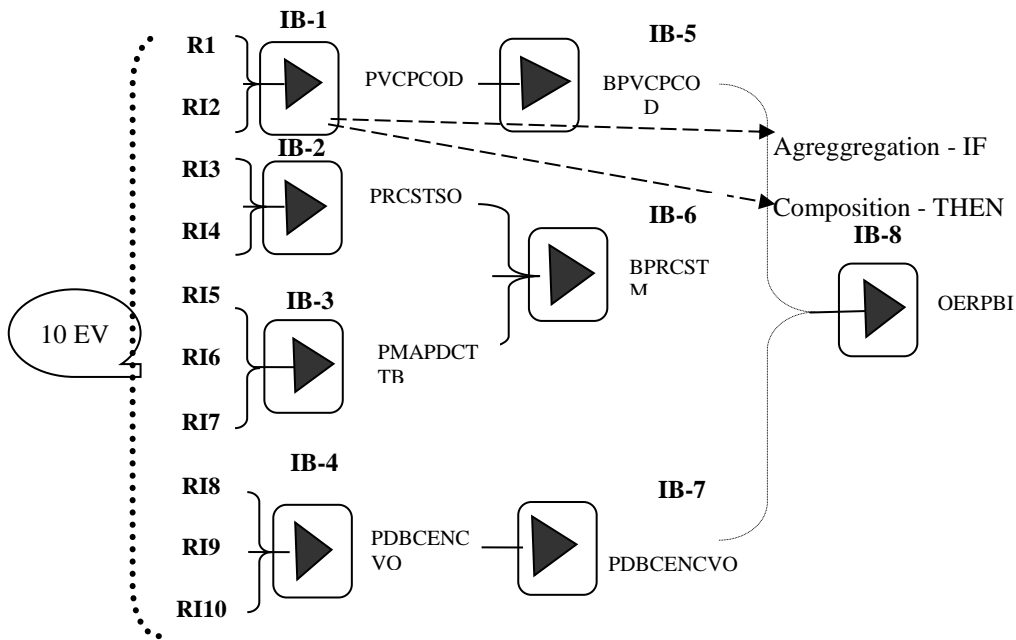 IB-1
IB-5
R1
PVCPCOD
BPVCPCO
D
RI2
Agreggregation - IF
IB-2
RI3
PRCSTSO
Composition - THEN
IB-6
RI4
IB-8
BPRCST
M
RI5
IB-3
OERPBI
10 EV
RI6
PMAPDCT
TB
RI7
IB-4
IB-7
RI8
PDBCENC
VO
RI9
PDBCENCVO
RI10